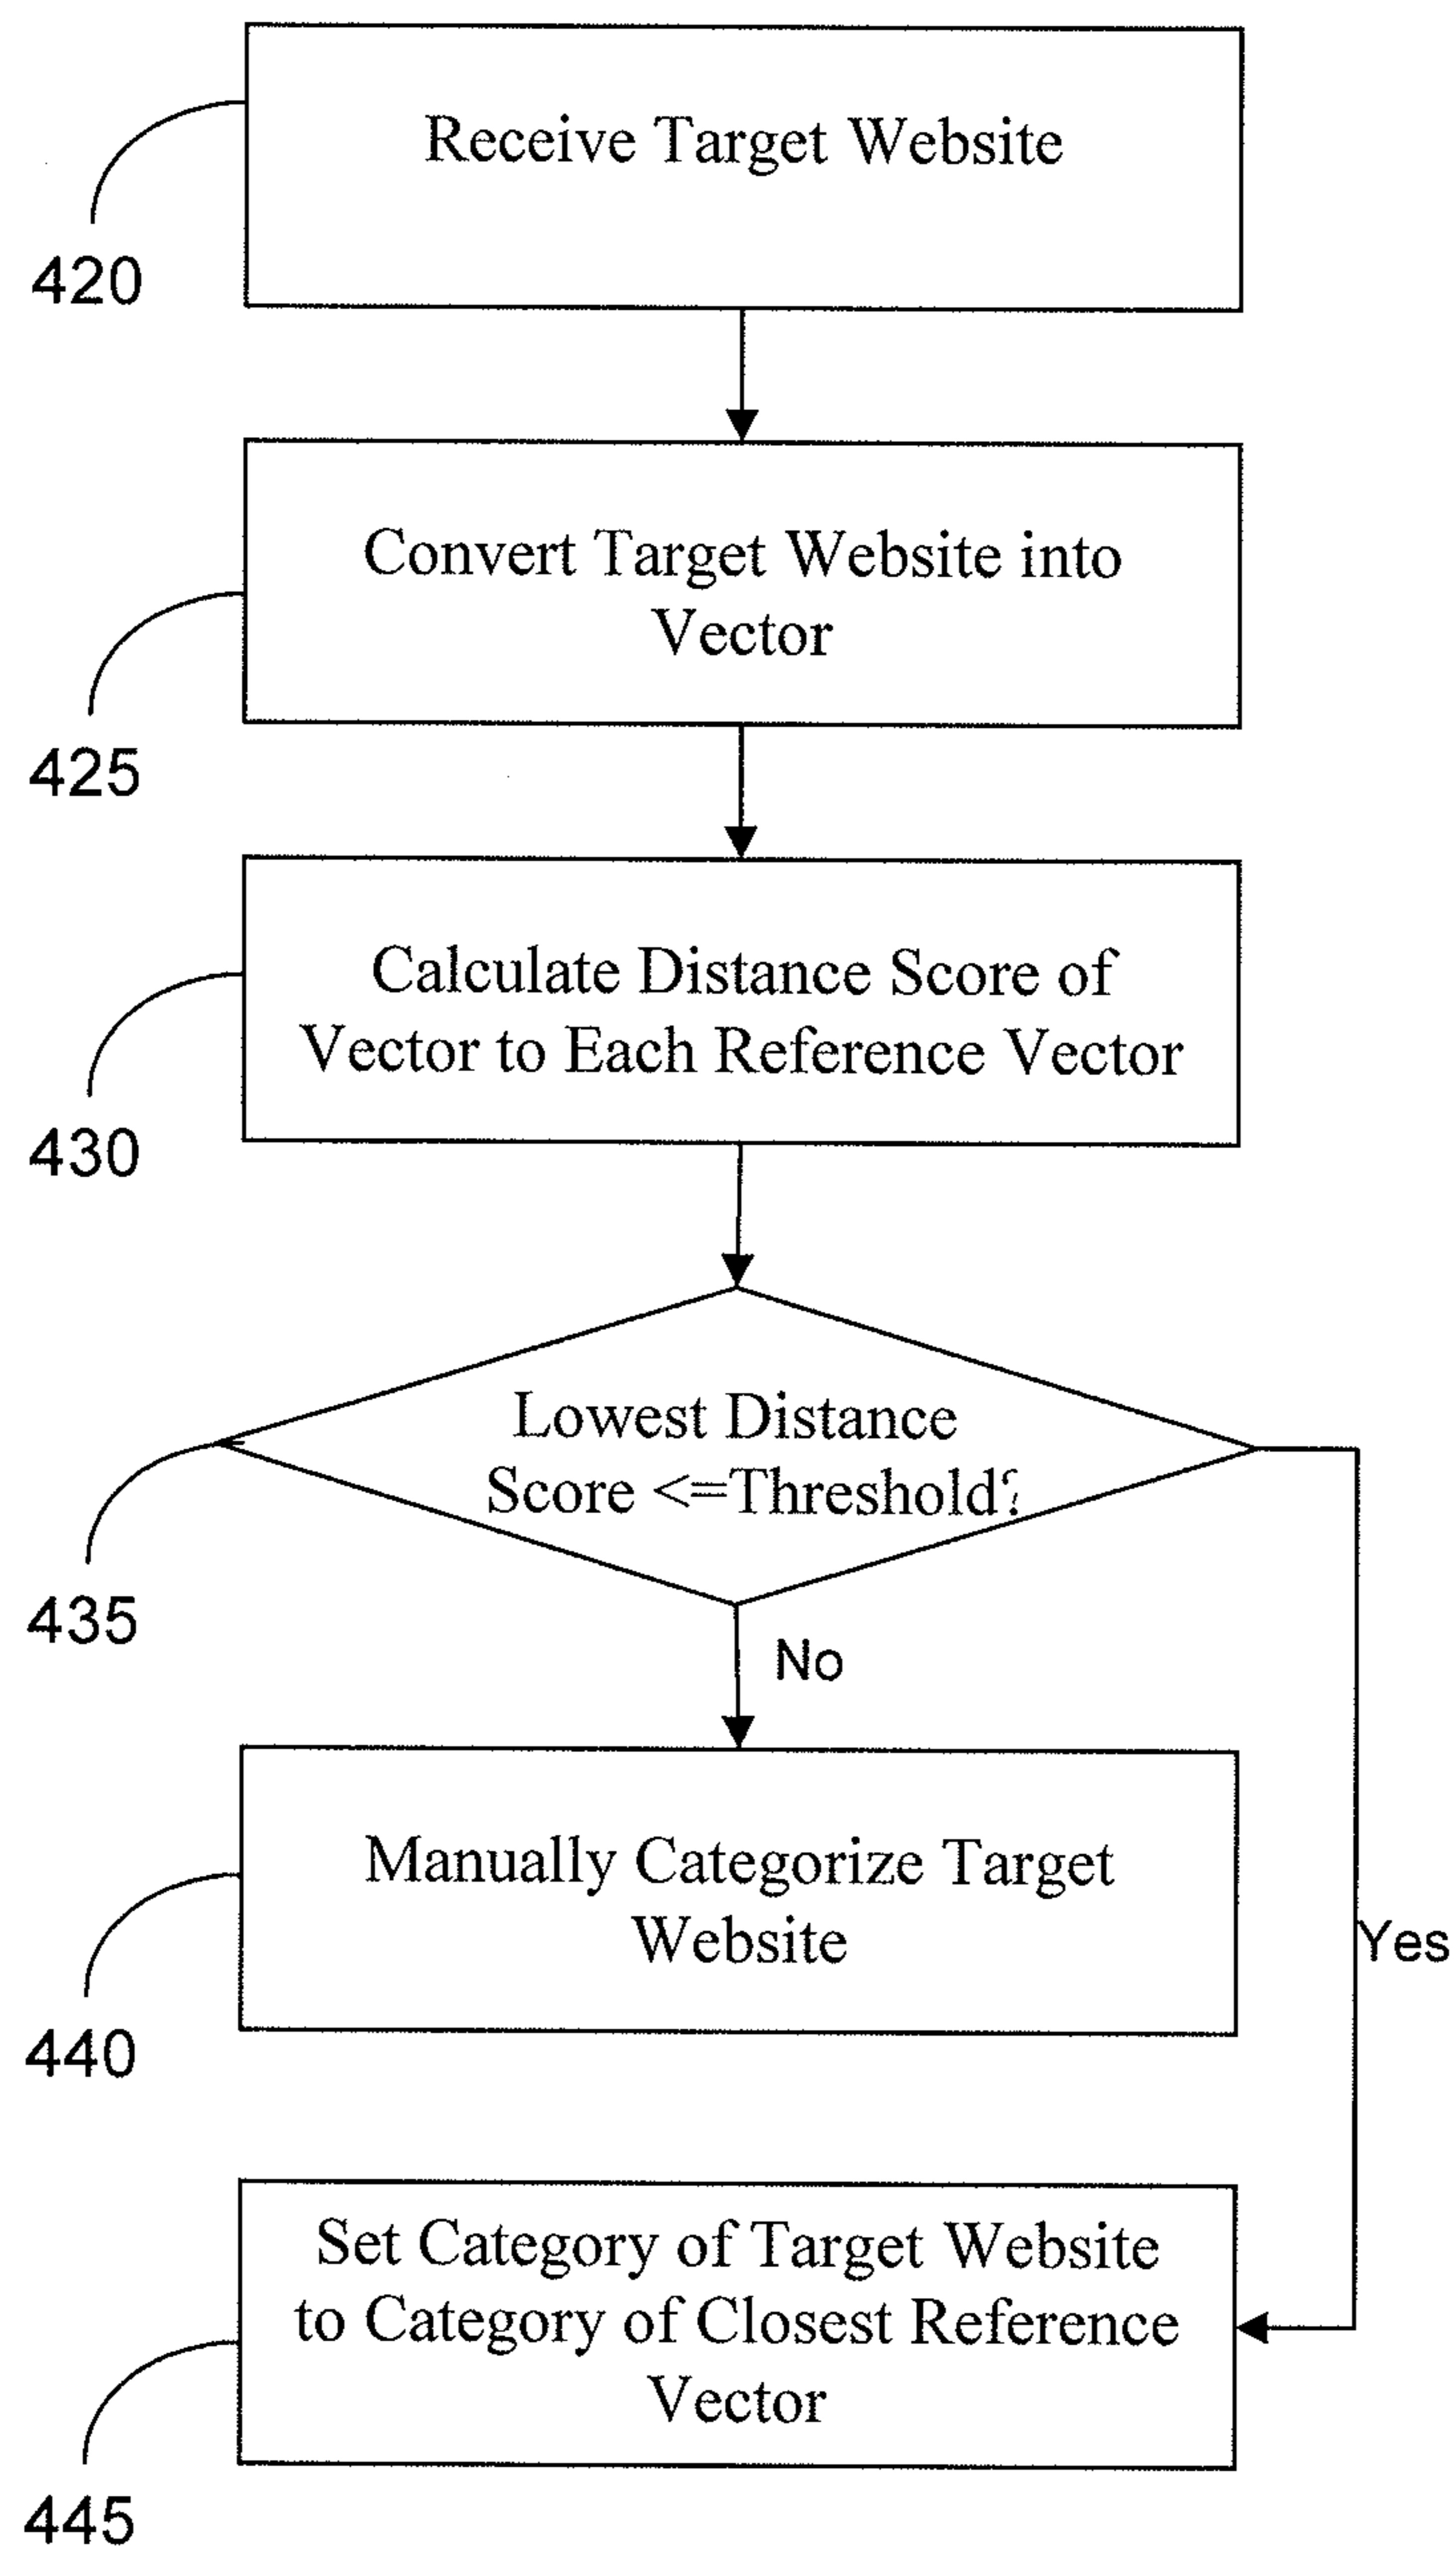 Receive Target Website
420
Convert Target Website into
Vector
425
Calculate Distance Score of
Vector to Each Reference Vector
430
Lowest Distance
Score <=Threshold?
435
No
Manually Categorize Target
Website
Yes
440
Set Category of Target Website
to Category of Closest Reference
Vector
445